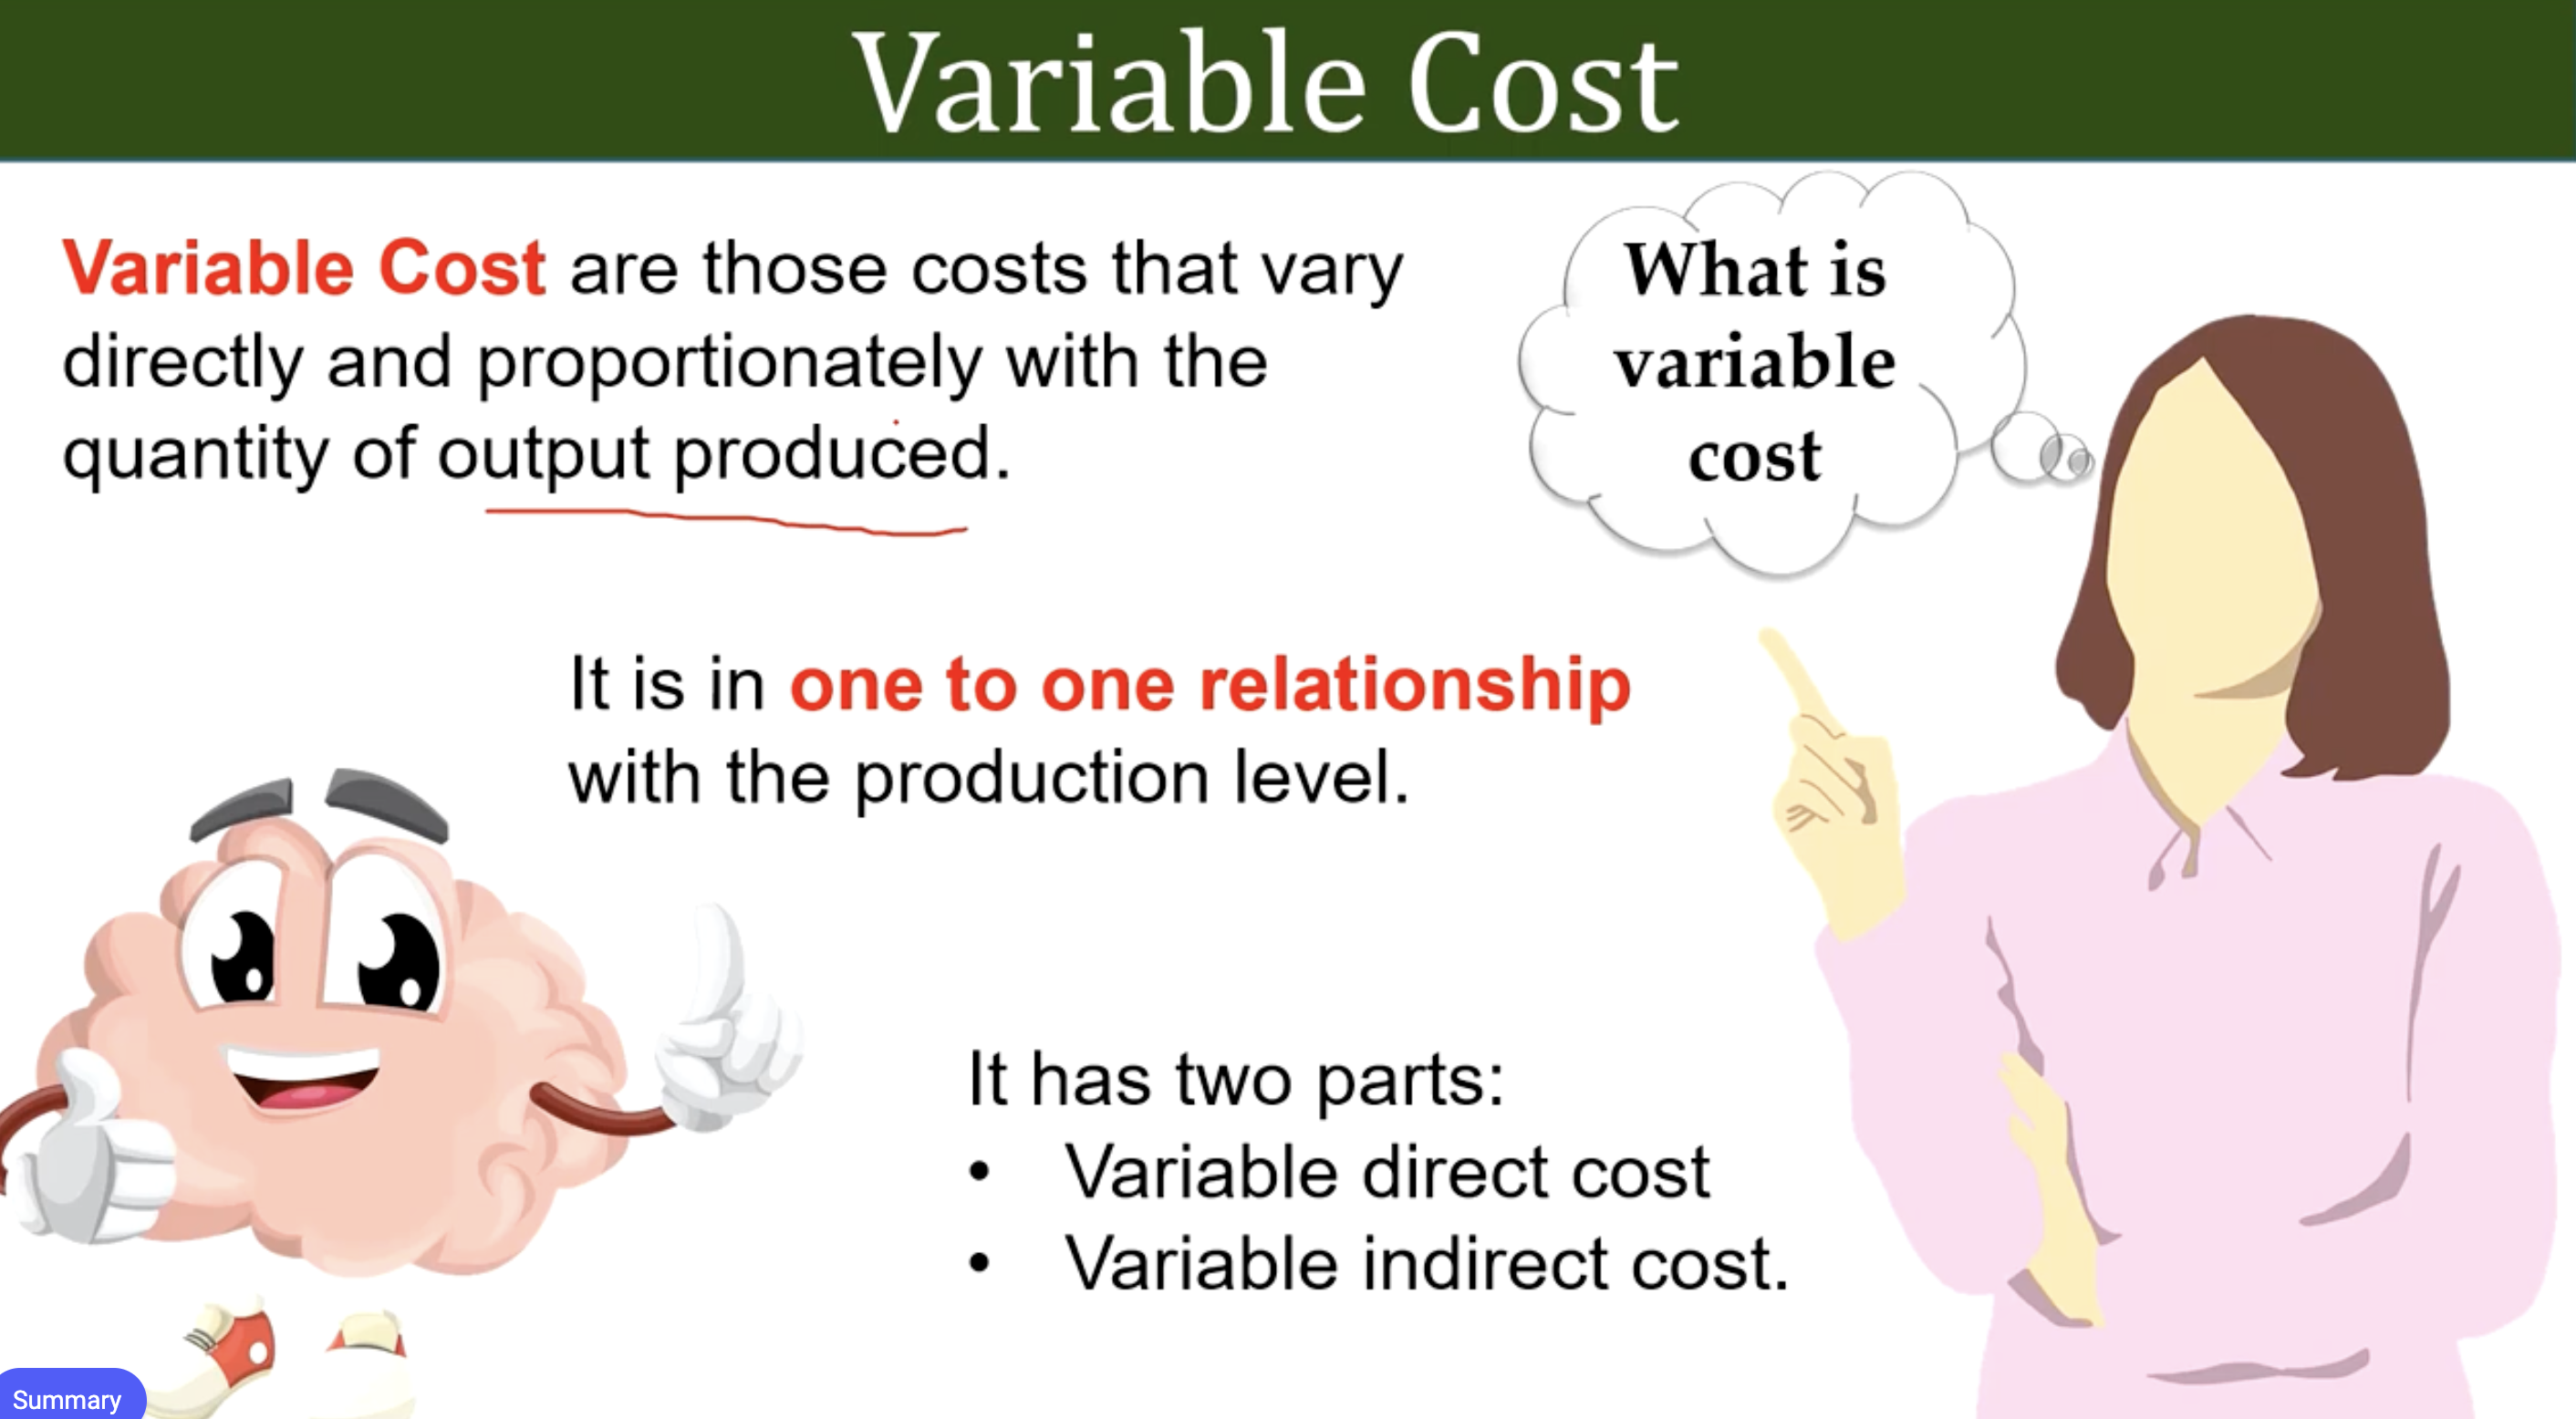 Variable Cost
Variable Cost are those costs that vary
directly and proportionately with the
quantity of output produced.
What is
variable
cost
It is in one to one relationship
with the production level.
It has two parts:
• Variable direct cost
• Variable indirect cost.
Summary